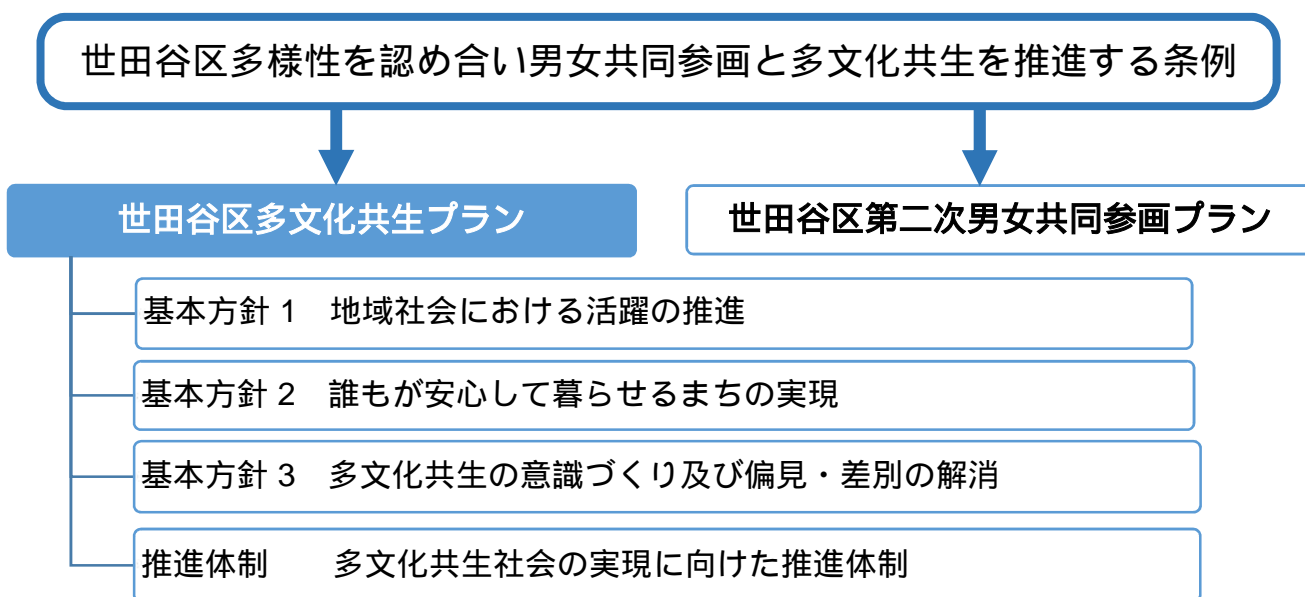 世田谷区多様性を認め合い男女共同参画と多文化共生を推進する条例
世田谷区多文化共生プラン
世田谷区第二次男女共同参画プラン
基本方針 1　地域社会における活躍の推進
基本方針 2　誰もが安心して暮らせるまちの実現
基本方針 3　多文化共生の意識づくり及び偏見・差別の解消
推進体制　　多文化共生社会の実現に向けた推進体制